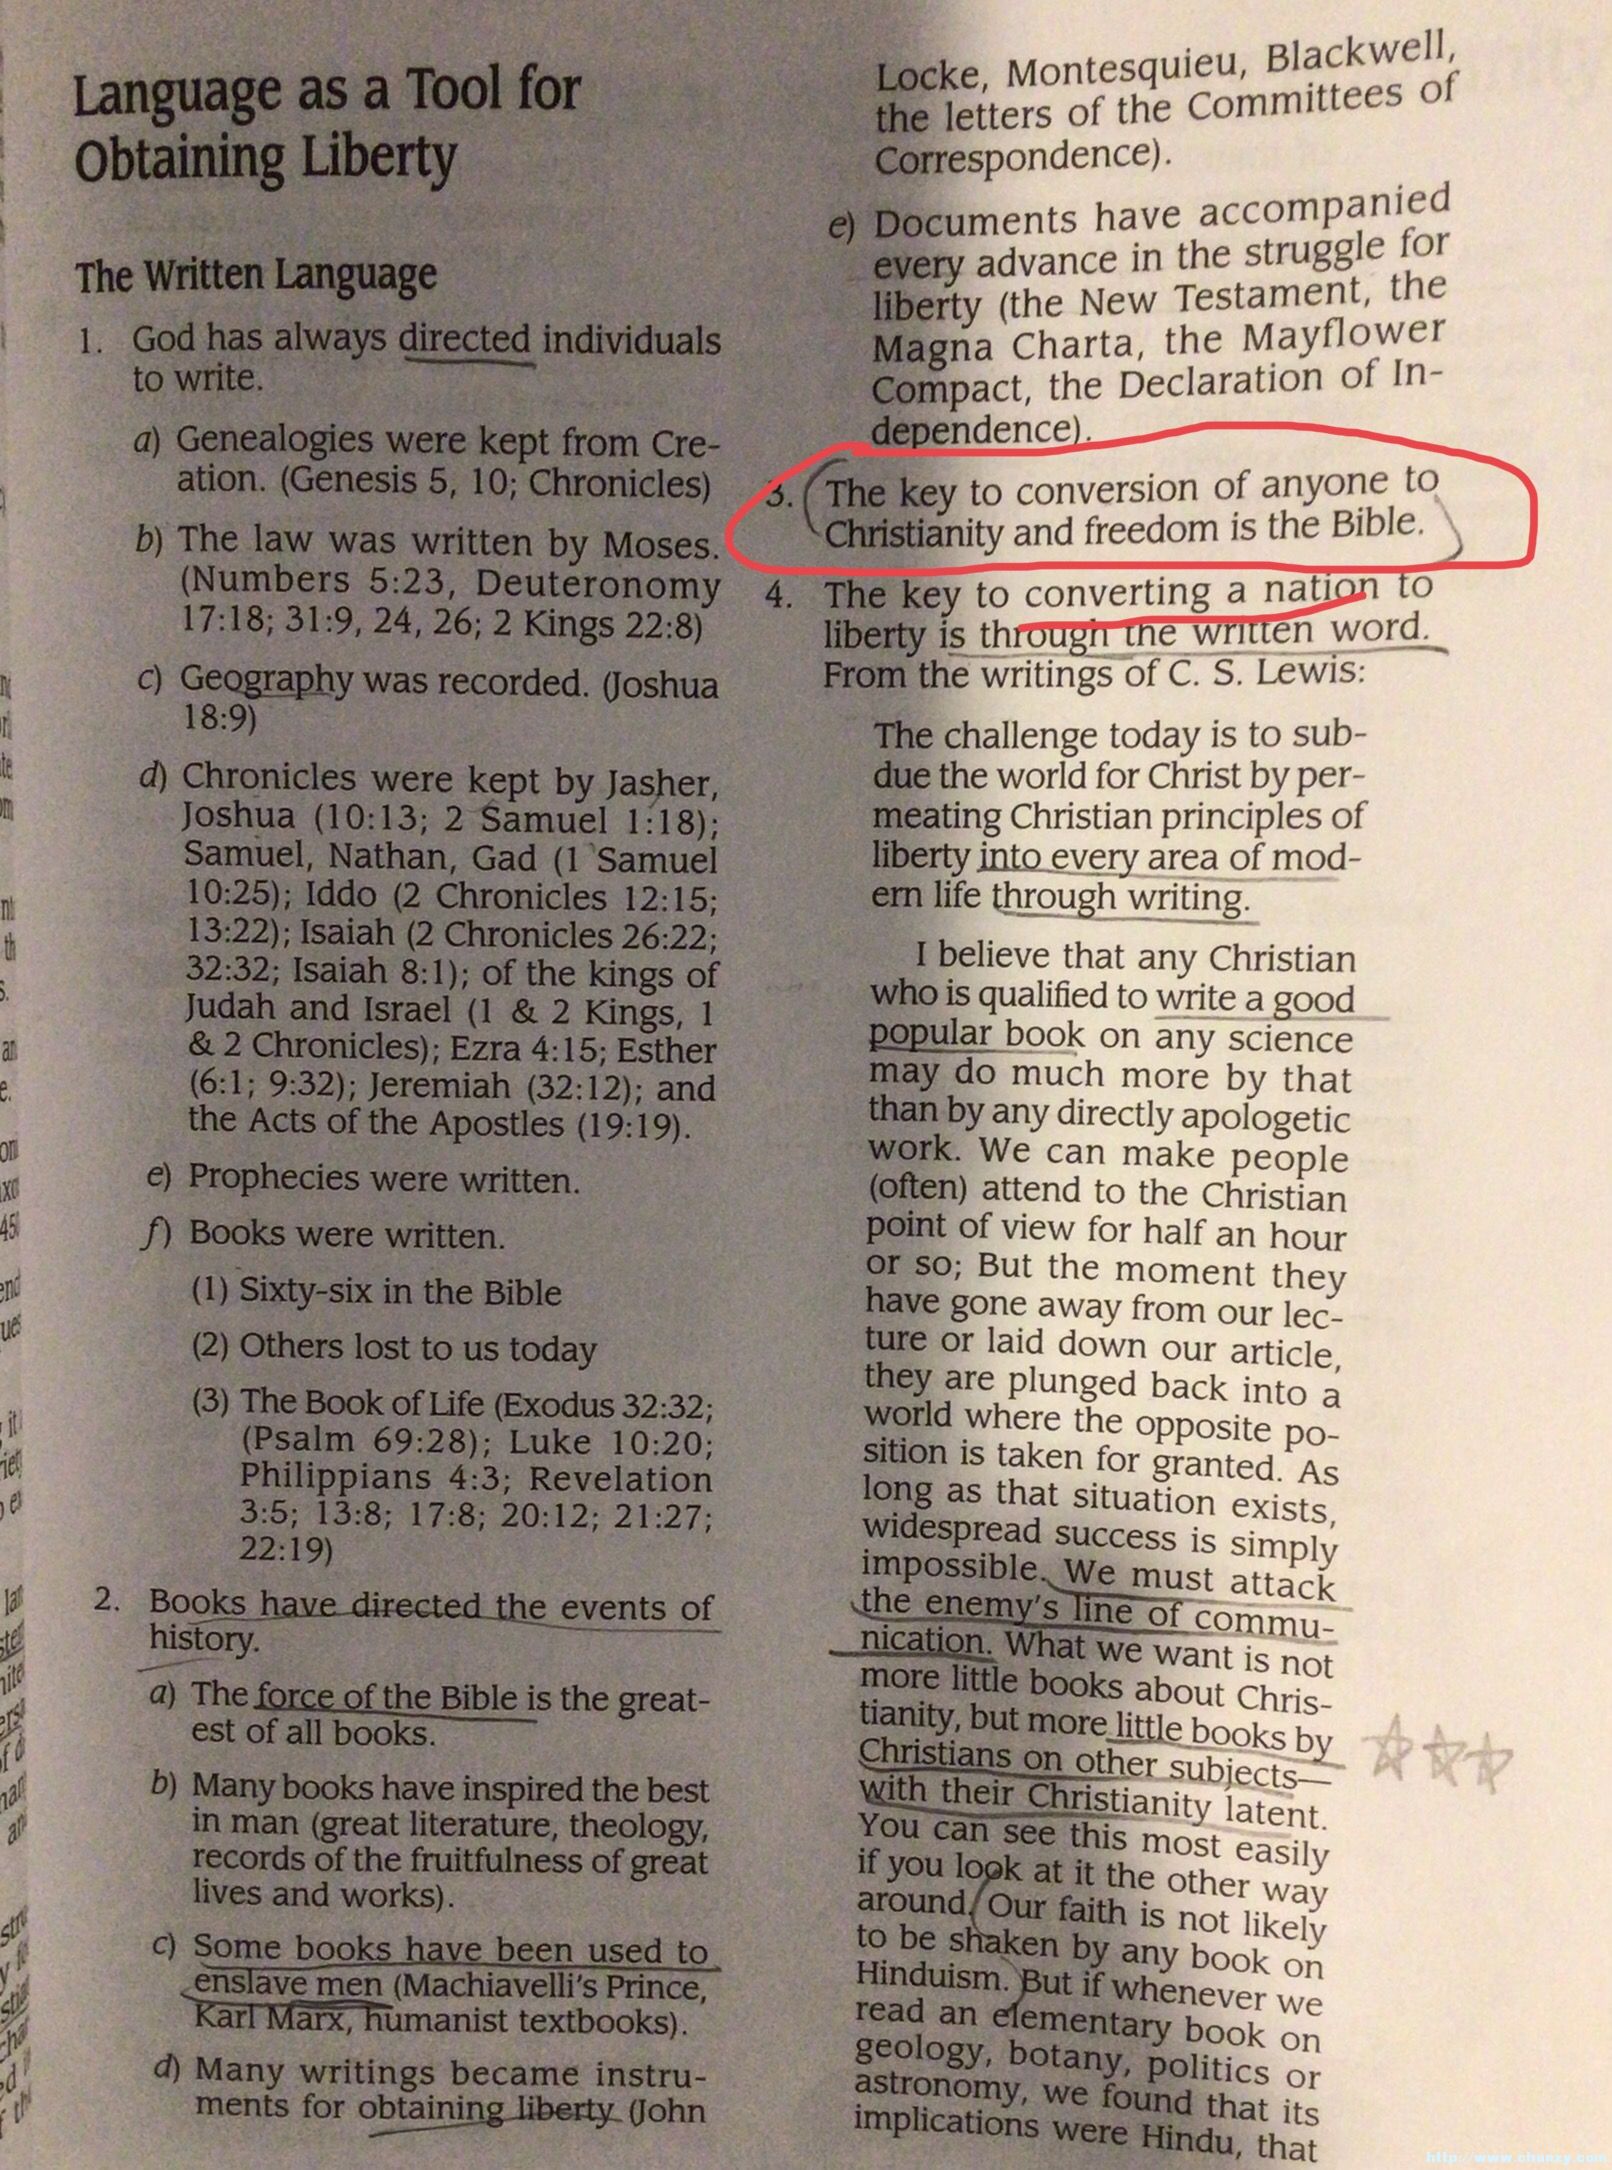 Language as a Tool for
Obtaining Liberty
The Written Language
1. God has always directed individuals
to write.
a) Genealogies were kept from Cre-
ation. (Genesis 5, 10; Chronicles)
b) The law was written by Moses.
(Numbers 5:23, Deuteronomy
17:18; 31:9, 24, 26; 2 Kings 22:8)
c) Geography was recorded. (Joshua
18:9)
d) Chronicles were kept by Jasher,
Joshua (10:13; 2 Samuel 1:18);
Samuel, Nathan, Gad (1 Samuel
10:25); Iddo (2 Chronicles 12:15;
13:22); Isaiah (2 Chronicles 26:22;
32:32; Isaiah 8:1); of the kings of
Judah and Israel (1 & 2 Kings, 1
& 2 Chronicles); Ezra 4:15; Esther
(6:1; 9:32); Jeremiah (32:12); and
the Acts of the Apostles (19:19).
e) Prophecies were written.
f) Books were written.
(1) Sixty-six in the Bible
(2) Others lost to us today
(3) The Book of Life (Exodus 32:32;
(Psalm 69:28); Luke 10:20;
Philippians 4:3; Revelation
3:5; 13:8; 17:8; 20:12; 21:27;
22:19)
2. Books have directed the events of
history.
a) The force of the Bible is the great-
est of all books.
b) Many books have inspired the best
in man (great literature, theology,
records of the fruitfulness of great
lives and works).
c) Some books have been used to
enslave men (Machiavelli's Prince,
Karl Marx, humanist textbooks).
d) Many writings became instru-
ments for obtaining liberty (John
Locke, Montesquieu, Blackwell,
the letters of the Committees of
Correspondence).
e) Documents have accompanied
every advance in the struggle for
liberty (the New Testament, the
Magna Charta, the Mayflower
Compact, the Declaration of In-
dependence).
3. The key to conversion of anyone to
Christianity and freedom is the Bible.
4. The key to converting a nation to
liberty is through the written word.
From the writings of C. S. Lewis:
The challenge today is to sub-
due the world for Christ by per-
meating Christian principles of
liberty into every area of mod-
ern life through writing.
I believe that any Christian
who is qualified to write a good
popular book on any science
may do much more by that
than by any directly apologetic
work. We can make people
(often) attend to the Christian
point of view for half an hour
or so; But the moment they
have gone away from our lec-
ture or laid down our article,
they are plunged back into a
world where the opposite po-
sition is taken for granted. As
long as that situation exists,
widespread success is simply
impossible. We must attack
the enemy's line of commu-
nication. What we want is not
more little books about Chris-
tianity, but more little books by
Christians on other subjects—
with their Christianity latent.
You can see this most easily
if you look at it the other way
around. Our faith is not likely
to be shaken by any book on
Hinduism. But if whenever we
read an elementary book on
geology, botany, politics or
astronomy, we found that its
implications were Hindu, that